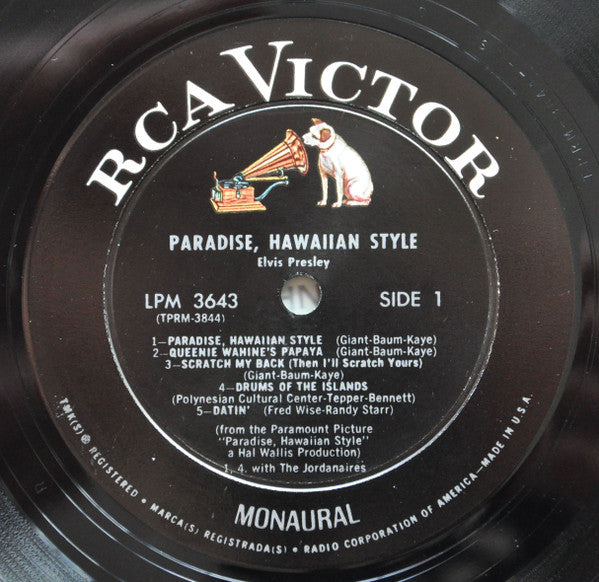 RCA VICTOR
PARADISE, HAWAIIAN STYLE
Elvis Presley
LPM 3643 SIDE 1
(TPRM-3844)
1—PARADISE, HAWAIIAN STYLE (Giant-Baum-Kaye)
2—QUEENIE WAHINE'S PAPAYA (Giant-Baum-Kaye)
3—SCRATCH MY BACK (Then I'll Scratch Yours)
(Giant-Baum-Kaye)
4—DRUMS OF THE ISLANDS
(Polynesian Cultural Center-Tepper-Bennett)
5—DATIN' (Fred Wise-Randy Starr)
(from the Paramount Picture
"Paradise, Hawaiian Style"
a Hal Wallis Production)
1, 4. with The Jordanaires
MONAURAL
TMK(S) ® REGISTERED • MARCA(S) REGISTRADA(S) • RADIO CORPORATION OF AMERICA—MADE IN U.S.A.